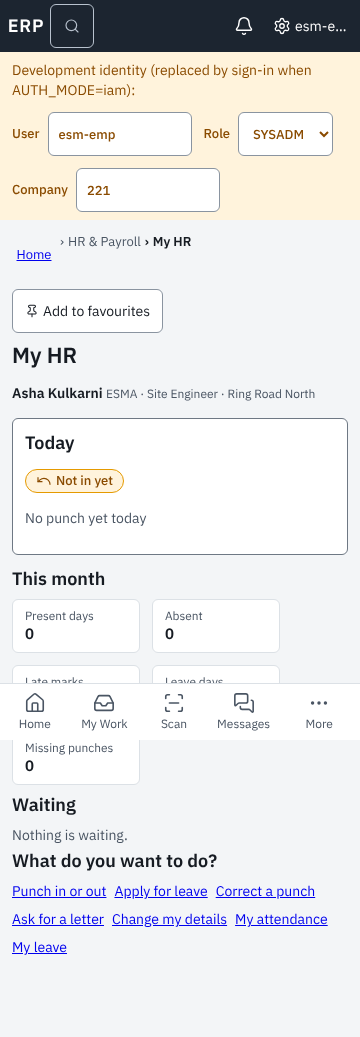 ERP esm-e...
Development identity (replaced by sign-in when
AUTH_MODE=iam):
User esm-emp Role SYSADM
Company 221
Home › HR & Payroll › My HR
Add to favourites
My HR
Asha Kulkarni ESMA · Site Engineer · Ring Road North
Today
Not in yet
No punch yet today
This month
Present days Absent
0 0
Late marks Leave days
Home My Work Scan Messages More
Missing punches
0
Waiting
Nothing is waiting.
What do you want to do?
Punch in or out Apply for leave Correct a punch
Ask for a letter Change my details My attendance
My leave